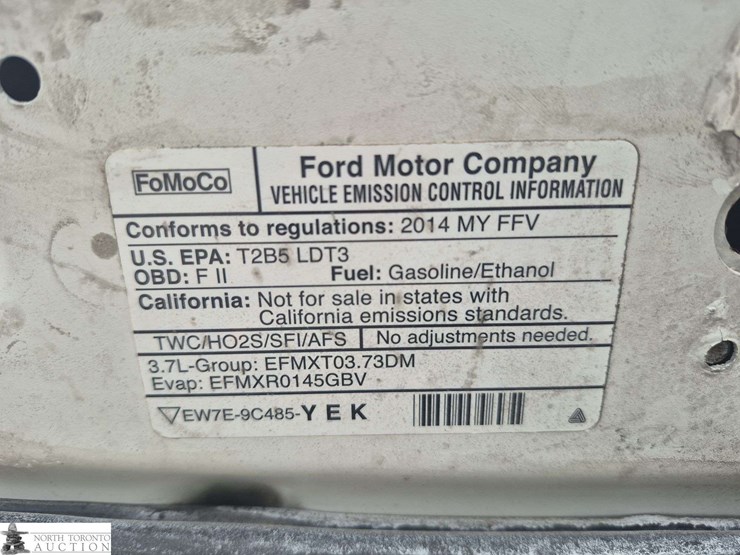 FoMoCo
Ford Motor Company
VEHICLE EMISSION CONTROL INFORMATION
Conforms to regulations: 2014 MY FFV
U.S. EPA: T2B5 LDT3
OBD: F II Fuel: Gasoline/Ethanol
California: Not for sale in states with
California emissions standards.
TWC/HO2S/SFI/AFS No adjustments needed.
3.7L-Group: EFMXT03.73DM
Evap: EFMXR0145GBV
EW7E-9C485-YEK
NORTH TORONTO
AUCTION